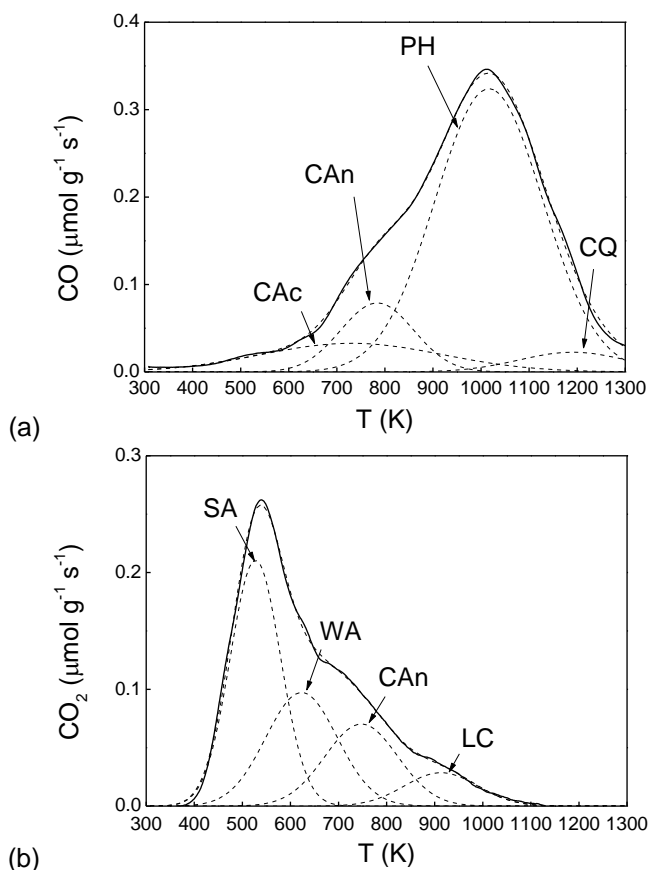 0.4
PH
0.3
CAn
CO (μmol g⁻¹ s⁻¹)
0.2
CQ
0.1
CAc
0.0
300 400 500 600 700 800 900 1000 1100 1200 1300
T (K)
(a)
0.3
SA
0.2
WA
CO₂ (μmol g⁻¹ s⁻¹)
CAn
0.1
LC
0.0
300 400 500 600 700 800 900 1000 1100 1200 1300
T (K)
(b)